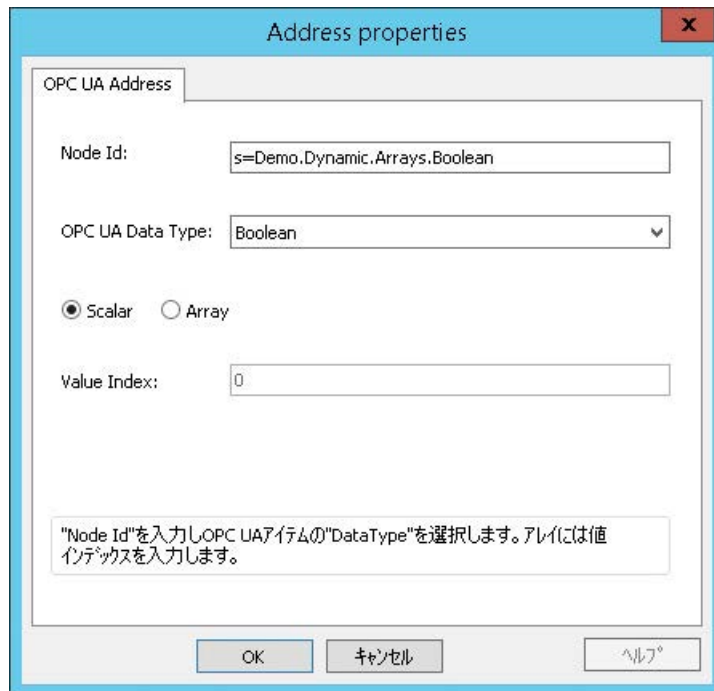 Address properties
x
OPC UA Address
Node Id:
s=Demo.Dynamic.Arrays.Boolean
OPC UA Data Type:
Boolean
Scalar
Array
Value Index:
0
"Node Id"を入力しOPC UAアイテムの"DataType"を選択します。アレイには値
インデックスを入力します。
OK
キャンセル
ヘルプ